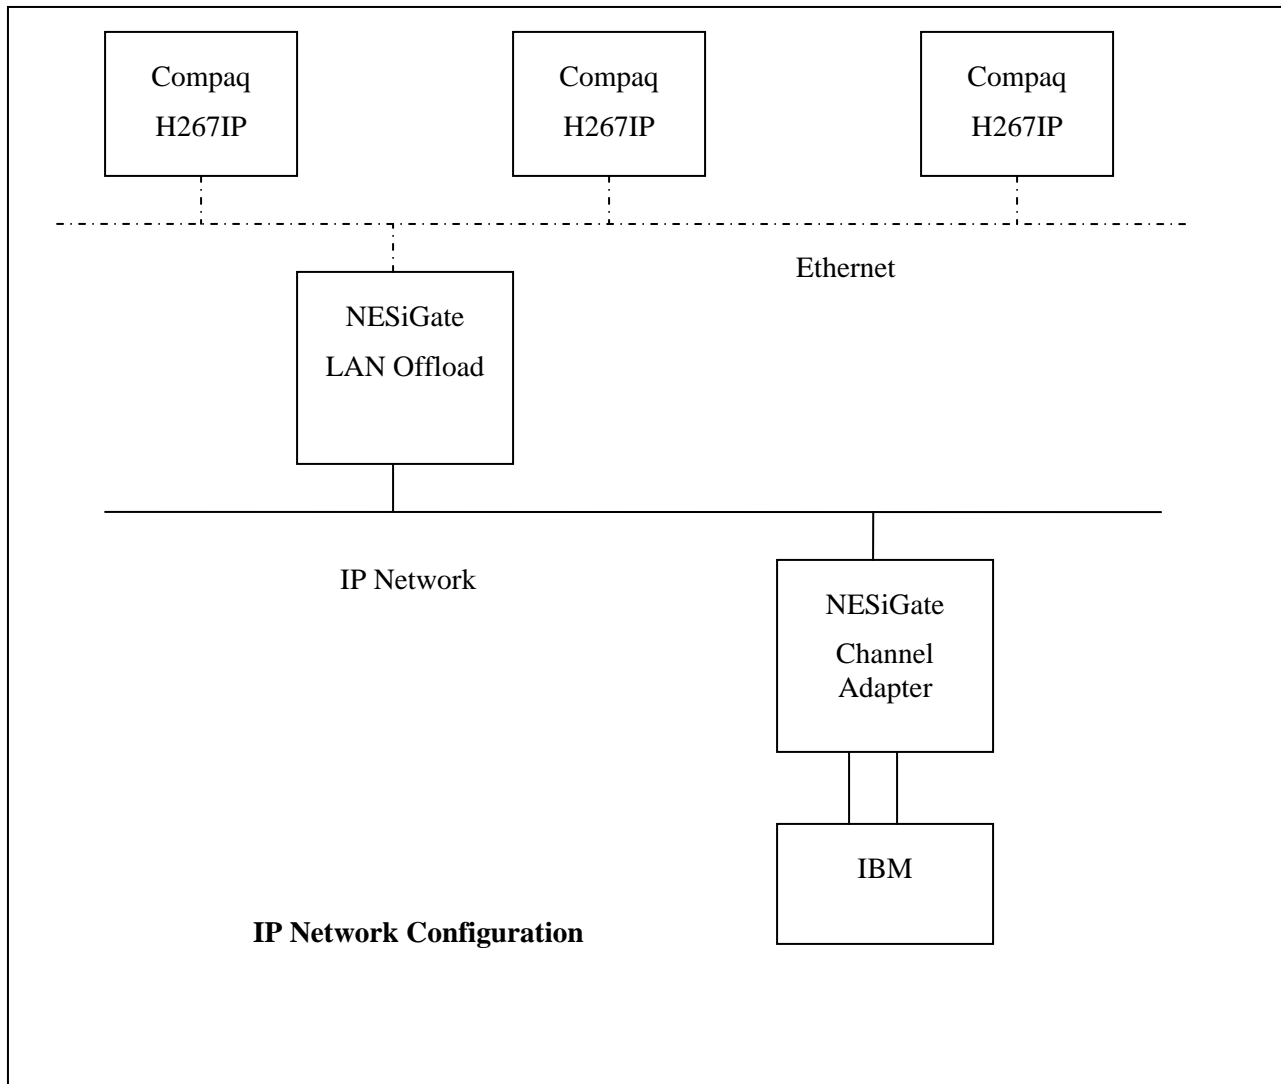 Compaq
H267IP
Compaq
H267IP
Compaq
H267IP
Ethernet
NESiGate
LAN Offload
IP Network
NESiGate
Channel
Adapter
IBM
IP Network Configuration